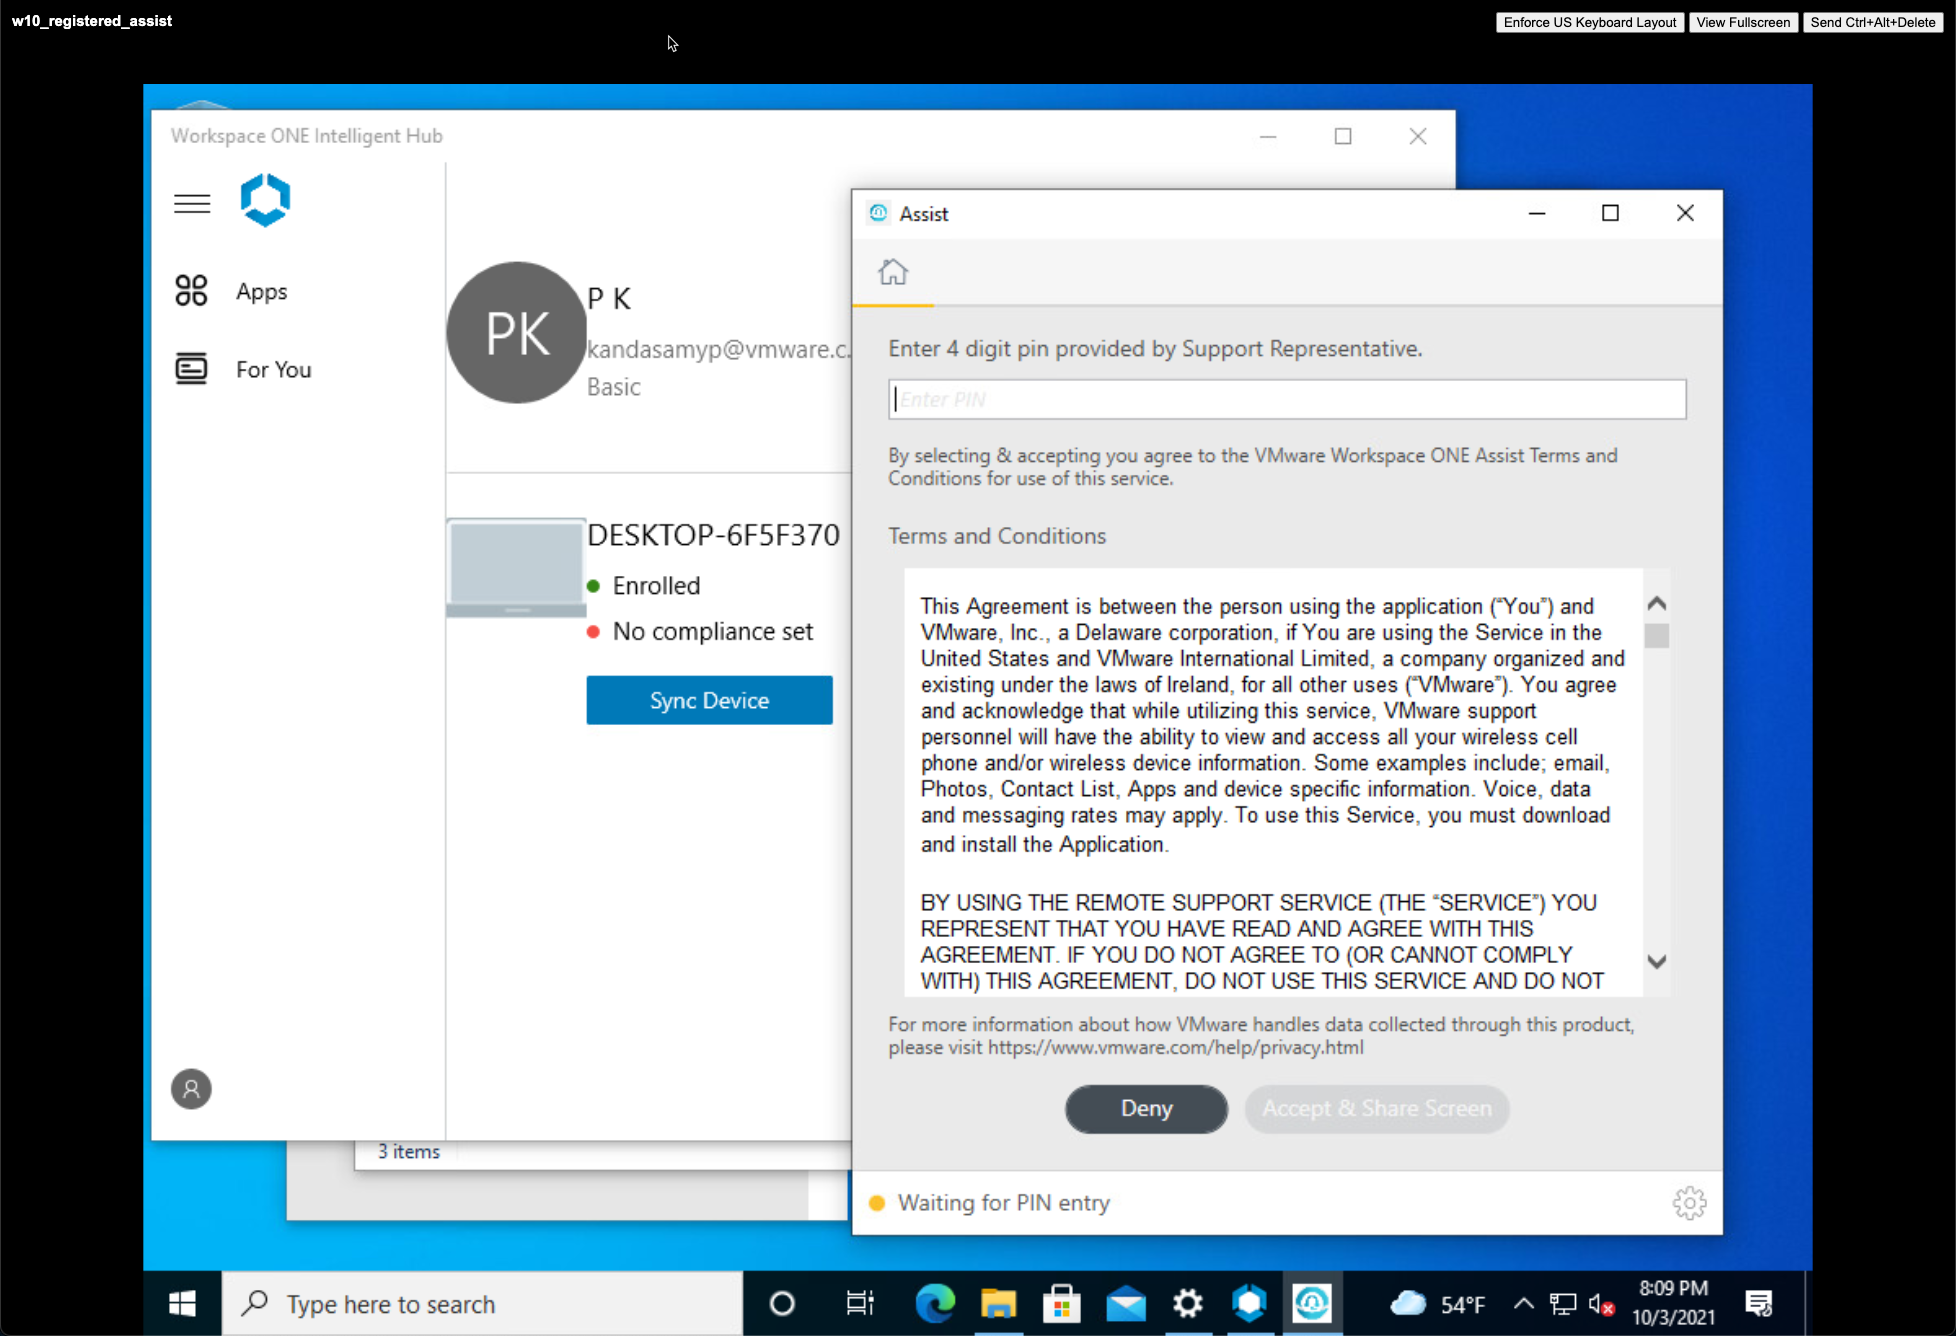 w10_registered_assist
Enforce US Keyboard Layout
View Fullscreen
Send Ctrl+Alt+Delete
Workspace ONE Intelligent Hub
Apps
For You
PK
P K
kandasamyp@vmware.c.
Basic
DESKTOP-6F5F370
Enrolled
No compliance set
Sync Device
3 items
Assist
Enter 4 digit pin provided by Support Representative.
Enter PIN
By selecting & accepting you agree to the VMware Workspace ONE Assist Terms and
Conditions for use of this service.
Terms and Conditions
This Agreement is between the person using the application (“You”) and
VMware, Inc., a Delaware corporation, if You are using the Service in the
United States and VMware International Limited, a company organized and
existing under the laws of Ireland, for all other uses (“VMware”). You agree
and acknowledge that while utilizing this service, VMware support
personnel will have the ability to view and access all your wireless cell
phone and/or wireless device information. Some examples include; email,
Photos, Contact List, Apps and device specific information. Voice, data
and messaging rates may apply. To use this Service, you must download
and install the Application.
BY USING THE REMOTE SUPPORT SERVICE (THE “SERVICE”) YOU
REPRESENT THAT YOU HAVE READ AND AGREE WITH THIS
AGREEMENT. IF YOU DO NOT AGREE TO (OR CANNOT COMPLY
WITH) THIS AGREEMENT, DO NOT USE THIS SERVICE AND DO NOT
For more information about how VMware handles data collected through this product,
please visit https://www.vmware.com/help/privacy.html
Deny
Accept & Share Screen
Waiting for PIN entry
Type here to search
54°F
8:09 PM
10/3/2021